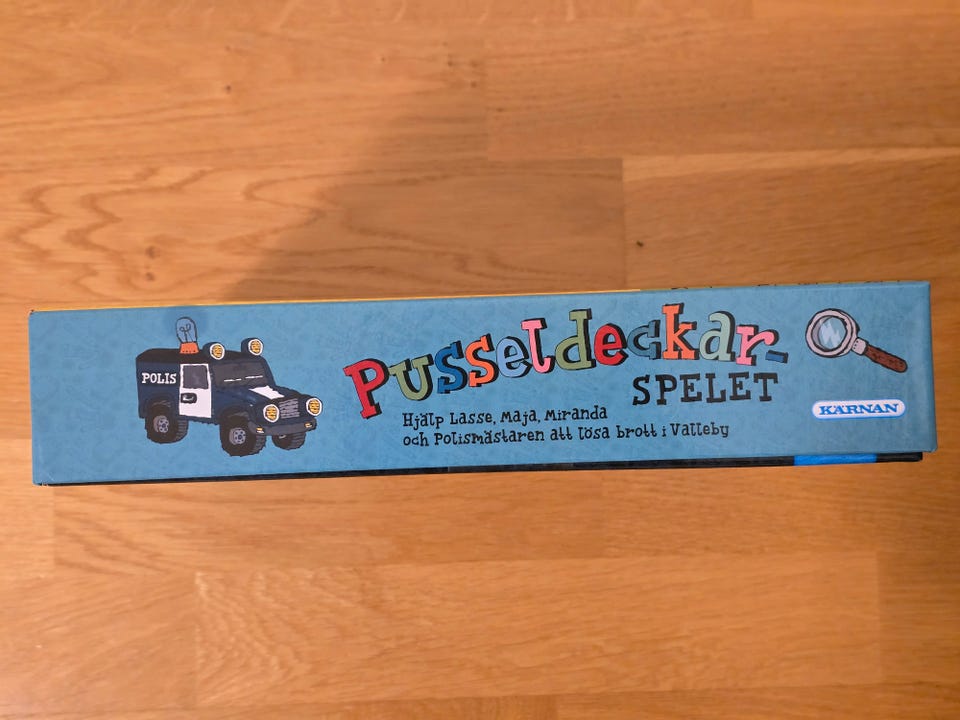 POLIS
Pusseldeckar-
SPELET
Hjälp Lasse, Maja, Miranda
och Polismästaren att lösa brott i Valleby
KÄRNAN